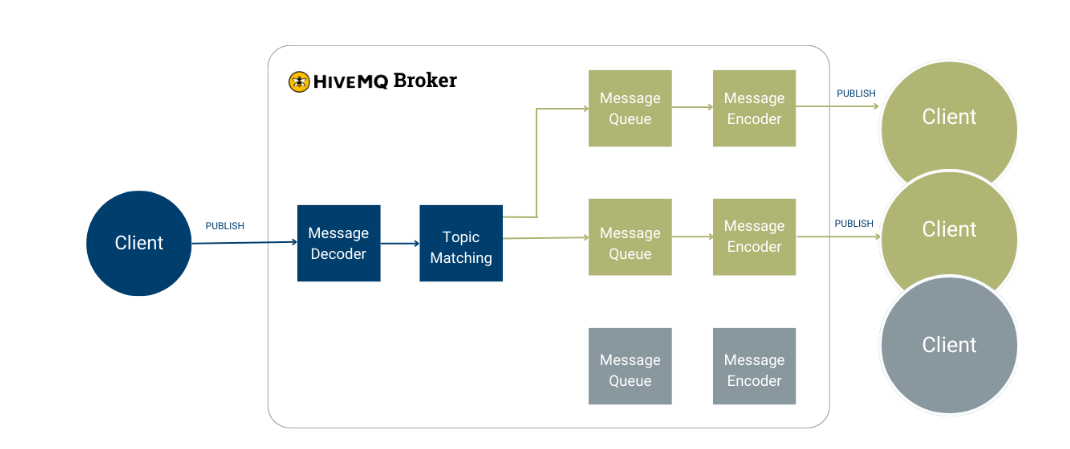 HIVEMQ Broker
Message
Queue
Message
Encoder
PUBLISH
Client
Client
PUBLISH
Message
Decoder
Topic
Matching
Message
Queue
Message
Encoder
PUBLISH
Client
Message
Queue
Message
Encoder
Client